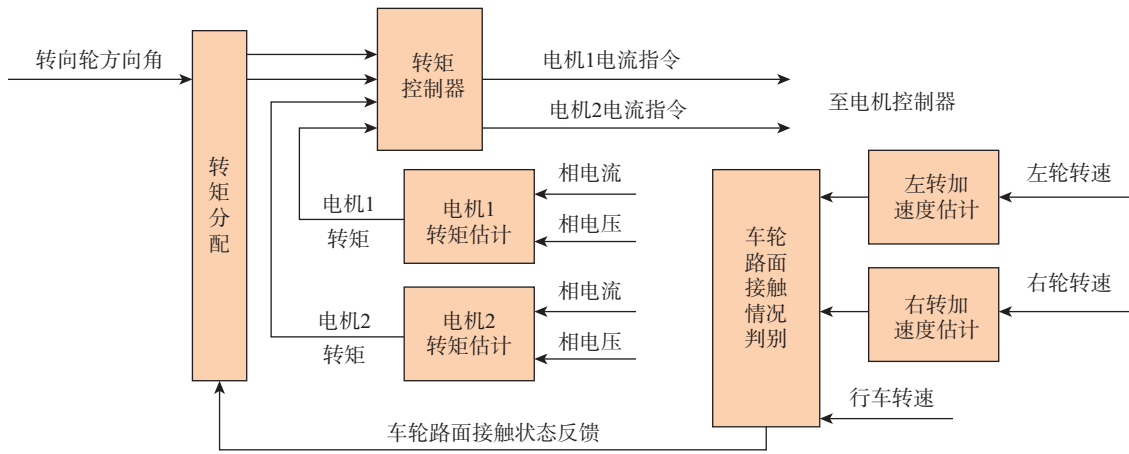 转向轮方向角
转矩分配
转矩
控制器
电机1电流指令
电机2电流指令
至电机控制器
电机1
转矩
电机1
转矩估计
相电流
相电压
电机2
转矩
电机2
转矩估计
相电流
相电压
车轮
路面
接触
情况
判别
左转加
速度估计
左轮转速
右转加
速度估计
右轮转速
行车转速
车轮路面接触状态反馈